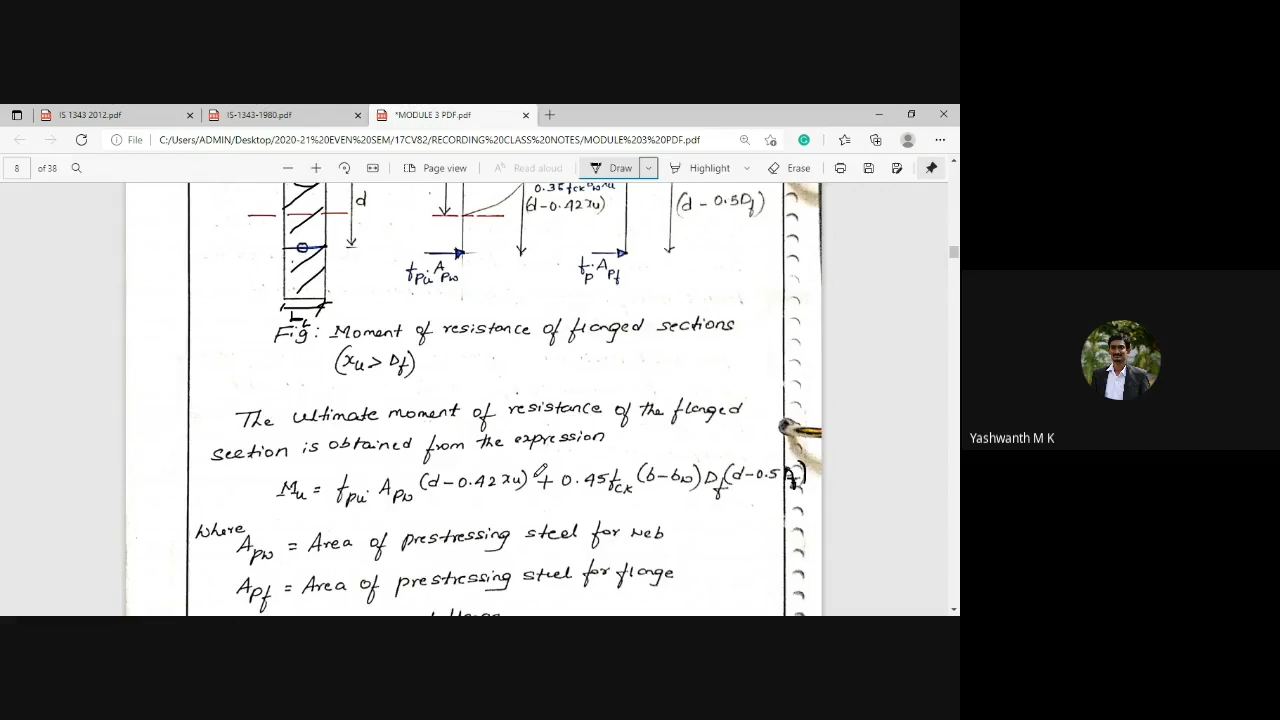 IS 1343 2012.pdf
IS-1343-1980.pdf
*MODULE 3 PDF.pdf
File
C:/Users/ADMIN/Desktop/2020-21%20EVEN%20SEM/17CV82/RECORDING%20CLASS%20NOTES/MODULE%203%20PDF.pdf
8 of 38
Page view
Read aloud
Draw
Highlight
Erase
d
(d-0.42xu)
(d - 0.5Df)
fpu Apw
fp. Apf
Fig: Moment of resistance of flanged sections
(xu > Df)
The ultimate moment of resistance of the flanged
section is obtained from the expression
Mu = fpu. Apw (d-0.42xu) + 0.45fck (b-bw) Df (d-0.5Df)
Where
Apw = Area of prestressing steel for web
Apf = Area of prestressing steel for flange
Yashwanth M K